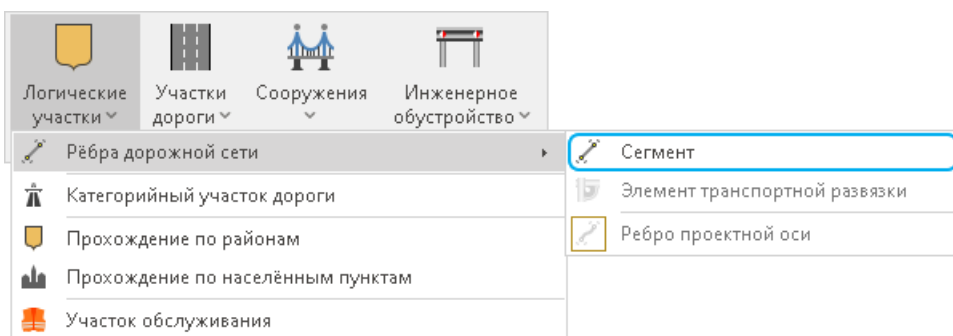 Логические участки
Участки дороги
Сооружения
Инженерное обустройство
Рёбра дорожной сети
Сегмент
Категорийный участок дороги
Элемент транспортной развязки
Прохождение по районам
Ребро проектной оси
Прохождение по населённым пунктам
Участок обслуживания